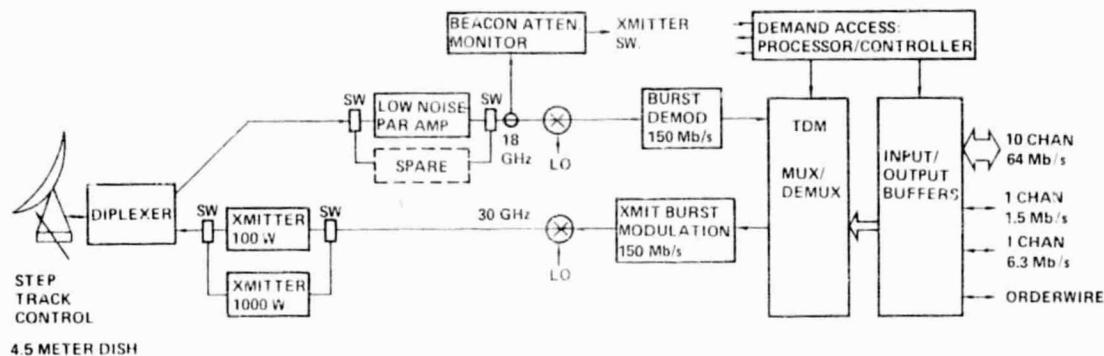 BEACON ATTEN
MONITOR
XMITTER
SW.
DEMAND ACCESS:
PROCESSOR/CONTROLLER
SW
LOW NOISE
PAR AMP
SW
SPARE
18
GHz
LO
BURST
DEMOD
150 Mb/s
TDM
MUX/
DEMUX
INPUT/
OUTPUT
BUFFERS
10 CHAN
64 Mb/s
1 CHAN
1.5 Mb/s
1 CHAN
6.3 Mb/s
ORDERWIRE
DIPLEXER
SW
XMITTER
100 W
SW
XMITTER
1000 W
30 GHz
LO
XMIT BURST
MODULATION
150 Mb/s
STEP
TRACK
CONTROL
4.5 METER DISH